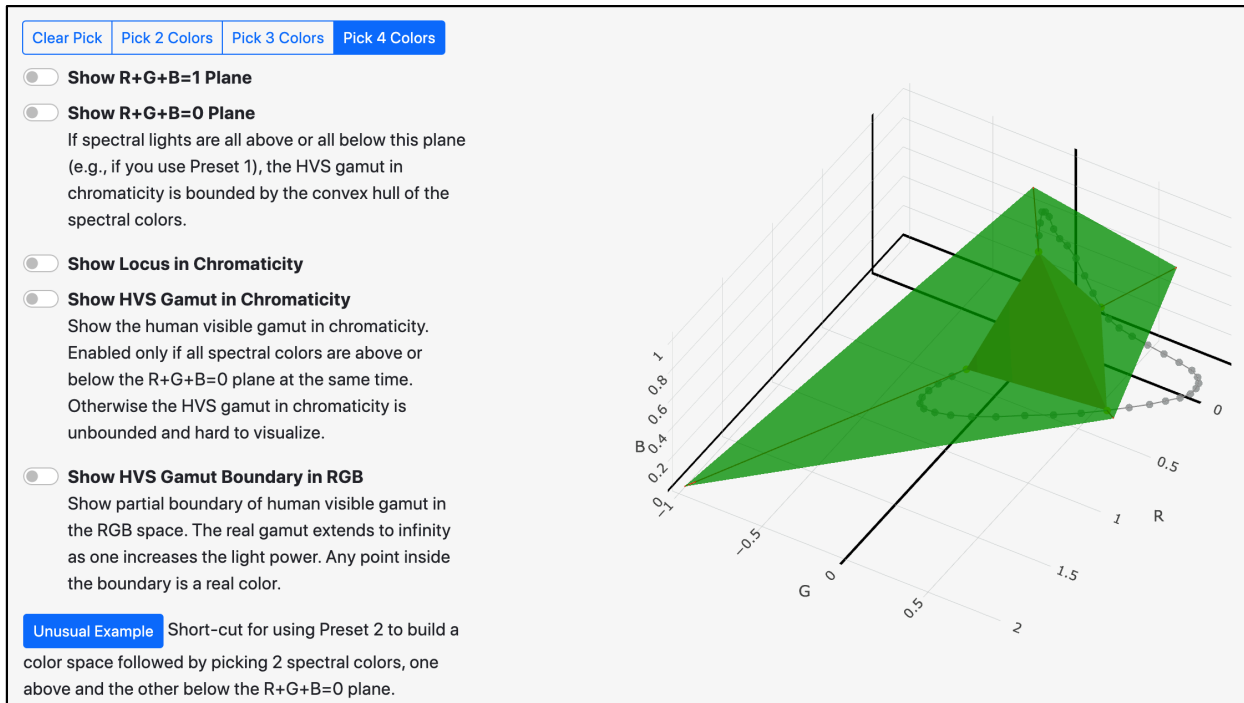 Clear Pick Pick 2 Colors Pick 3 Colors Pick 4 Colors
Show R+G+B=1 Plane
Show R+G+B=0 Plane
If spectral lights are all above or all below this plane
(e.g., if you use Preset 1), the HVS gamut in
chromaticity is bounded by the convex hull of the
spectral colors.
Show Locus in Chromaticity
Show HVS Gamut in Chromaticity
Show the human visible gamut in chromaticity.
Enabled only if all spectral colors are above or
below the R+G+B=0 plane at the same time.
Otherwise the HVS gamut in chromaticity is
unbounded and hard to visualize.
Show HVS Gamut Boundary in RGB
Show partial boundary of human visible gamut in
the RGB space. The real gamut extends to infinity
as one increases the light power. Any point inside
the boundary is a real color.
Unusual Example Short-cut for using Preset 2 to build a
color space followed by picking 2 spectral colors, one
above and the other below the R+G+B=0 plane.
1
0.8
0.6
B 0.4
0.2
0
−1
−0.5
0
G
0.5
0
0.5
R
1
1.5
2